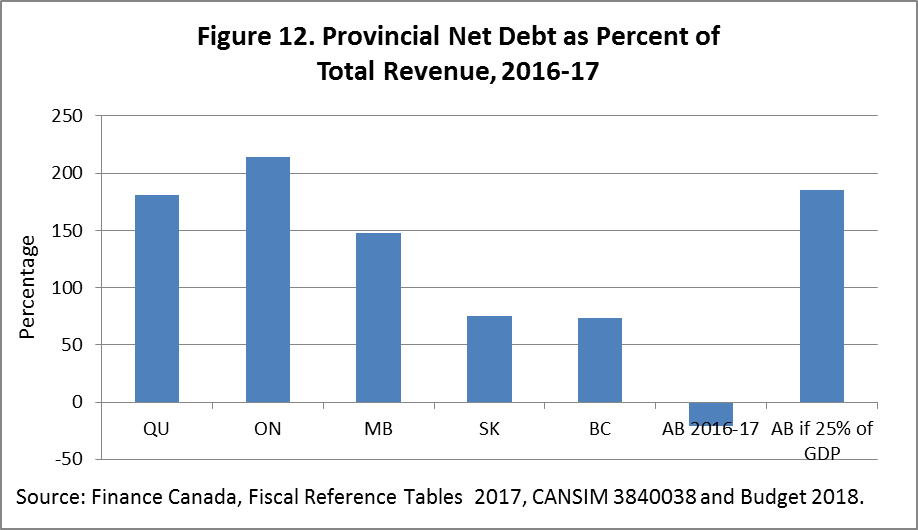 Figure 12. Provincial Net Debt as Percent of
Total Revenue, 2016-17
250
200
150
100
50
0
-50
Percentage
QU
ON
MB
SK
BC
AB 2016-17
AB if 25% of
GDP
Source: Finance Canada, Fiscal Reference Tables 2017, CANSIM 3840038 and Budget 2018.